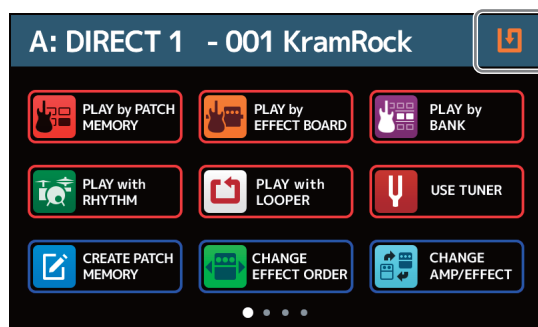 A: DIRECT 1 - 001 KramRock
PLAY by PATCH
MEMORY
PLAY by
EFFECT BOARD
PLAY by
BANK
PLAY with
RHYTHM
PLAY with
LOOPER
USE TUNER
CREATE PATCH
MEMORY
CHANGE
EFFECT ORDER
CHANGE
AMP/EFFECT